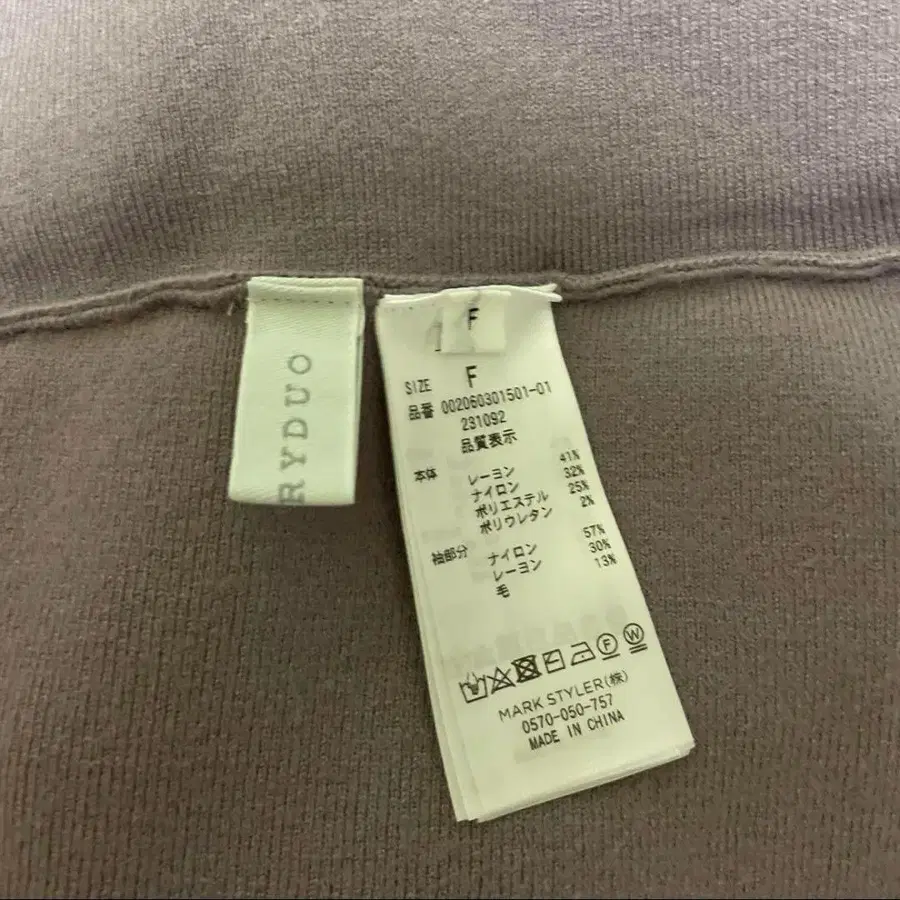 RYDUO
F
SIZE F
品番 002060301501-01
231092
品質表示
本体 レーヨン 41%
ナイロン 32%
ポリエステル 25%
ポリウレタン 2%
袖部分 ナイロン 57%
レーヨン 30%
毛 13%
F W
MARK STYLER(株)
0570-050-757
MADE IN CHINA